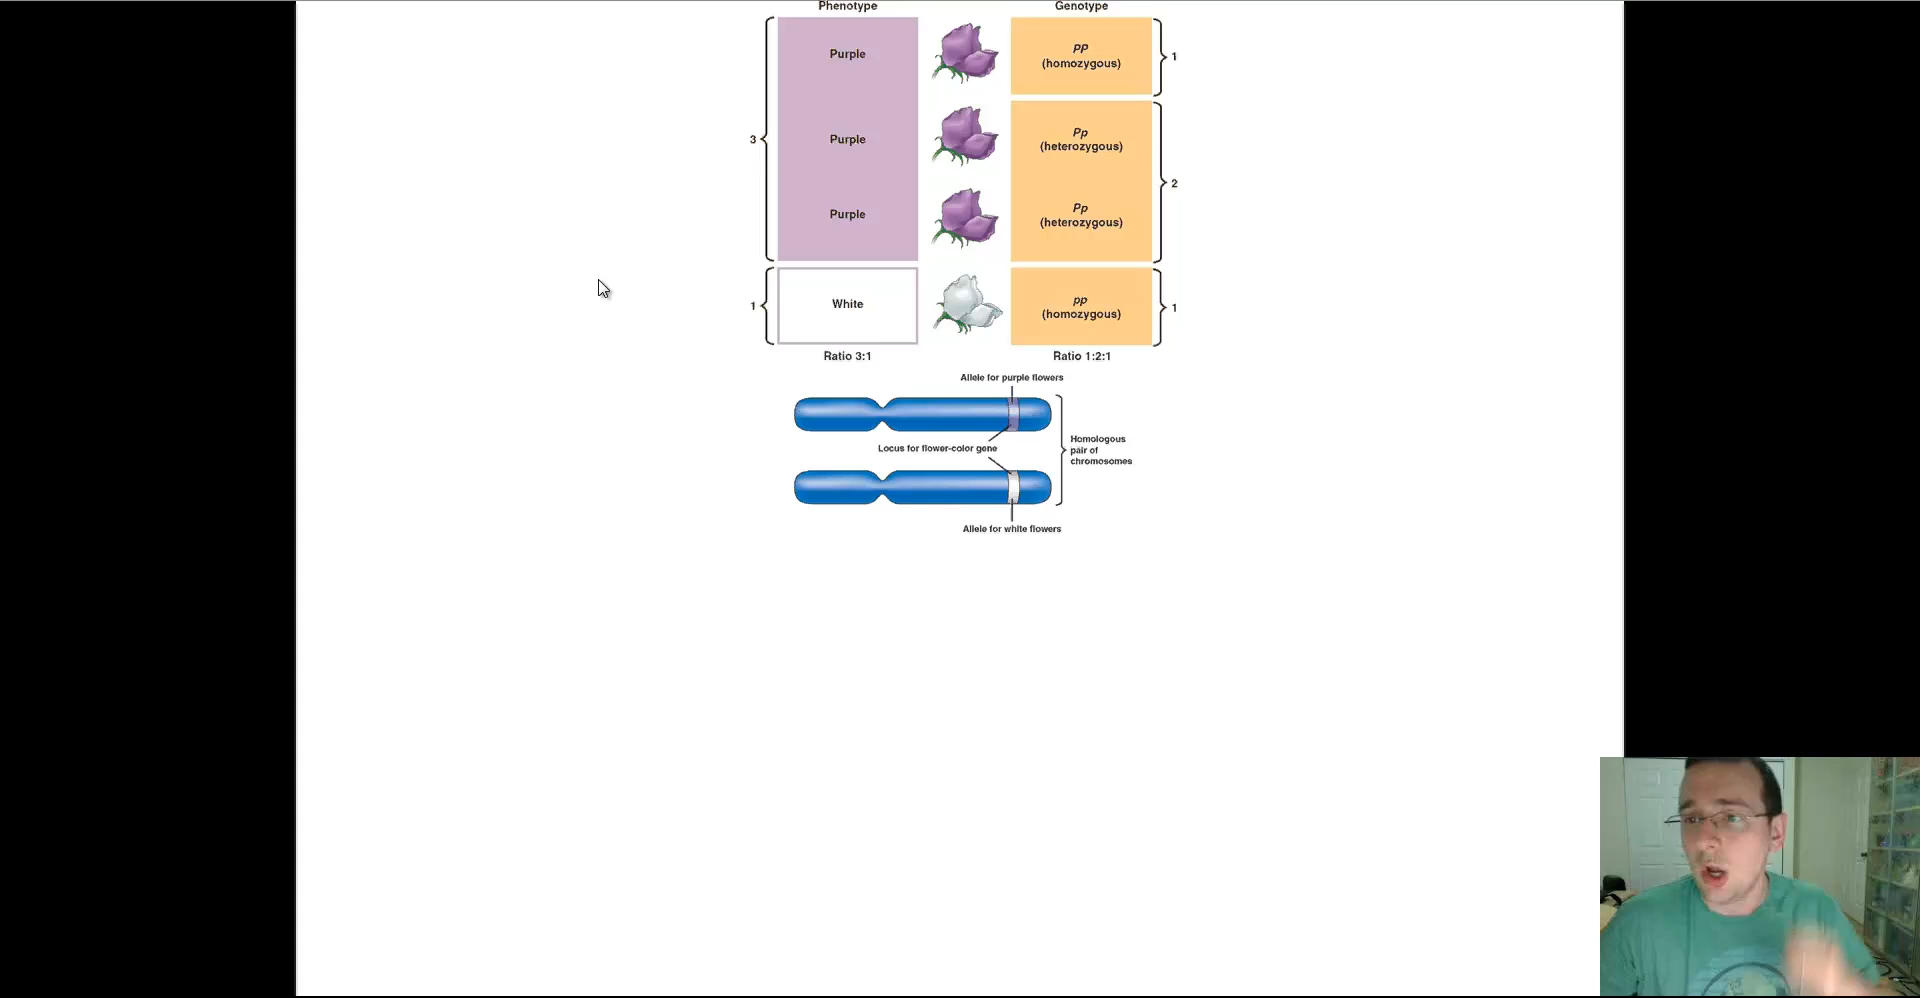 Phenotype
Genotype
Purple
PP
(homozygous)
1
Purple
Pp
(heterozygous)
3
2
Purple
Pp
(heterozygous)
White
pp
(homozygous)
1
1
Ratio 3:1
Ratio 1:2:1
Allele for purple flowers
Locus for flower-color gene
Homologous
pair of
chromosomes
Allele for white flowers